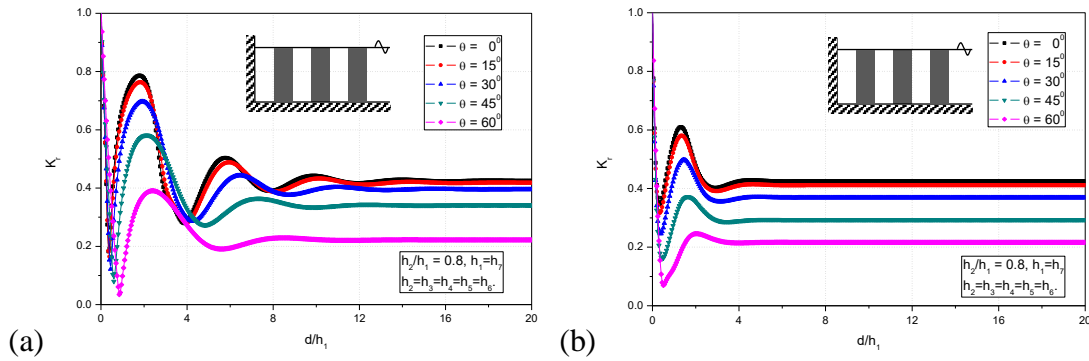 1.0
0.8
0.6
0.4
0.2
0.0
K_r
0 4 8 12 16 20
d/h_1
θ = 0^0
θ = 15^0
θ = 30^0
θ = 45^0
θ = 60^0
h_2/h_1 = 0.8, h_1=h_7
h_2=h_3=h_4=h_5=h_6.
(a)
1.0
0.8
0.6
0.4
0.2
0.0
K_r
0 4 8 12 16 20
d/h_1
θ = 0^0
θ = 15^0
θ = 30^0
θ = 45^0
θ = 60^0
h_2/h_1 = 0.8, h_1=h_7
h_2=h_3=h_4=h_5=h_6.
(b)